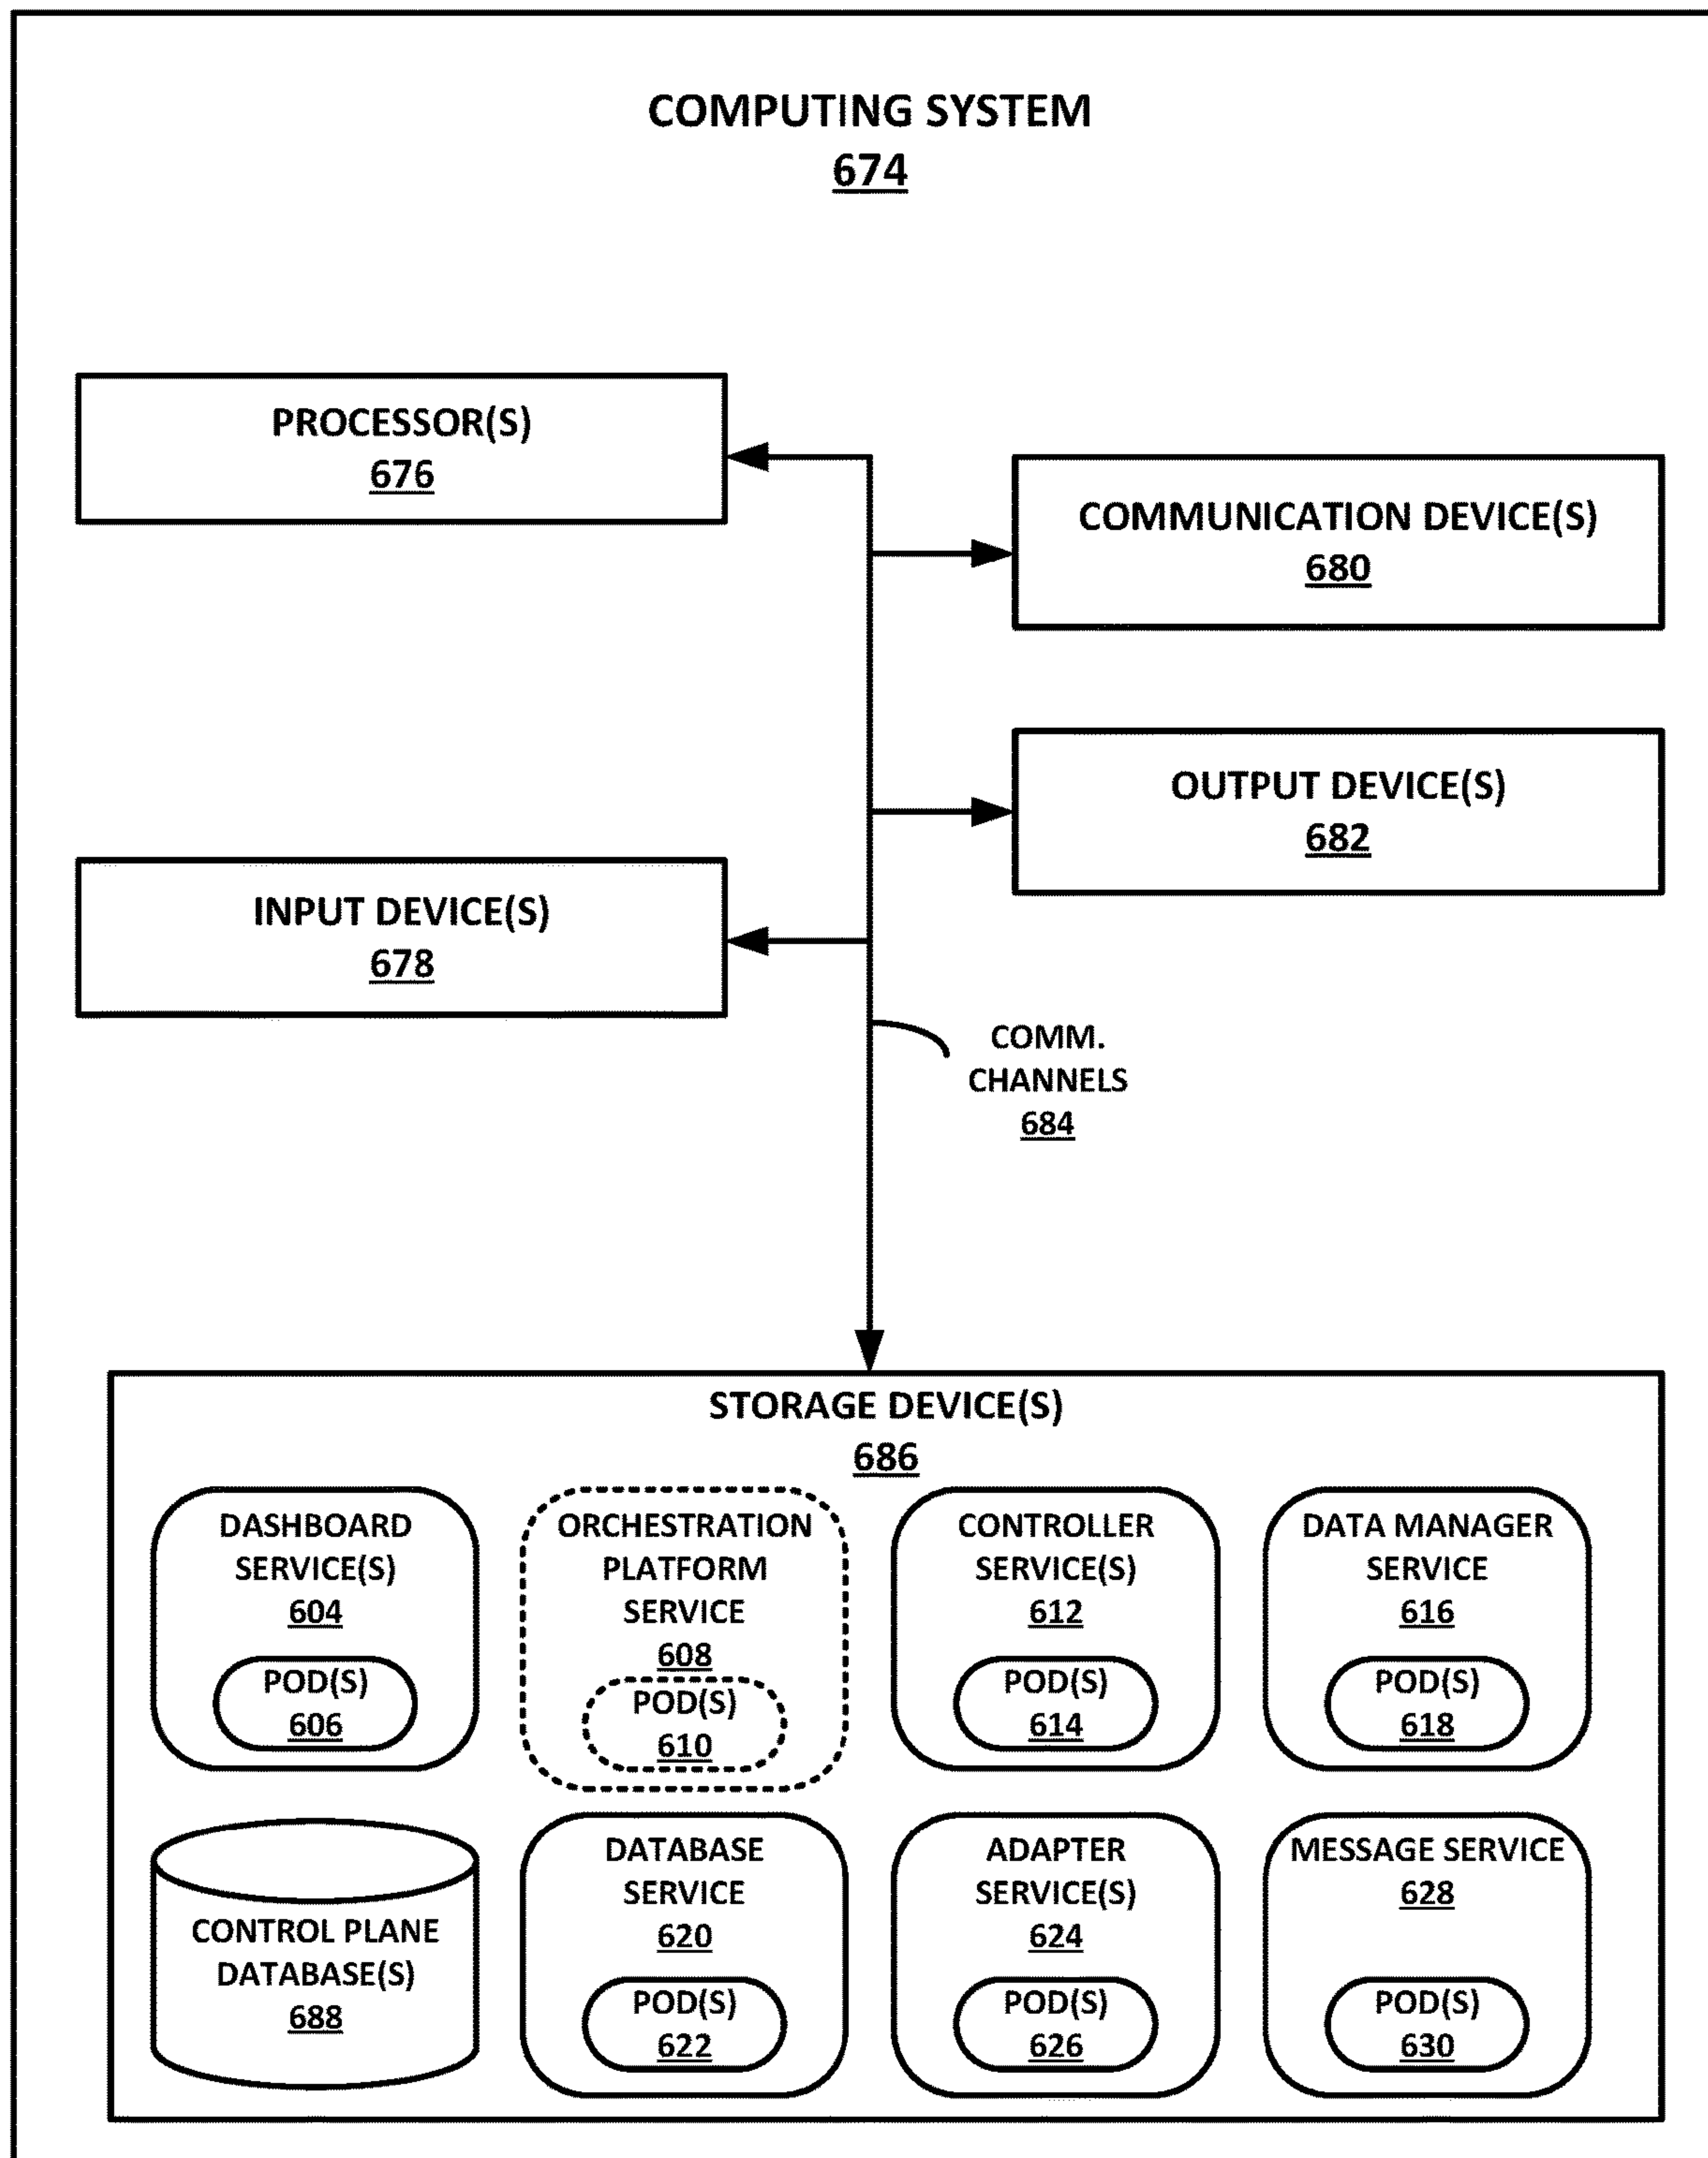 COMPUTING SYSTEM
674
PROCESSOR(S)
676
COMMUNICATION DEVICE(S)
680
OUTPUT DEVICE(S)
682
INPUT DEVICE(S)
678
COMM.
CHANNELS
684
STORAGE DEVICE(S)
686
DASHBOARD
SERVICE(S)
604
POD(S)
606
ORCHESTRATION
PLATFORM
SERVICE
608
POD(S)
610
CONTROLLER
SERVICE(S)
612
POD(S)
614
DATA MANAGER
SERVICE
616
POD(S)
618
CONTROL PLANE
DATABASE(S)
688
DATABASE
SERVICE
620
POD(S)
622
ADAPTER
SERVICE(S)
624
POD(S)
626
MESSAGE SERVICE
628
POD(S)
630